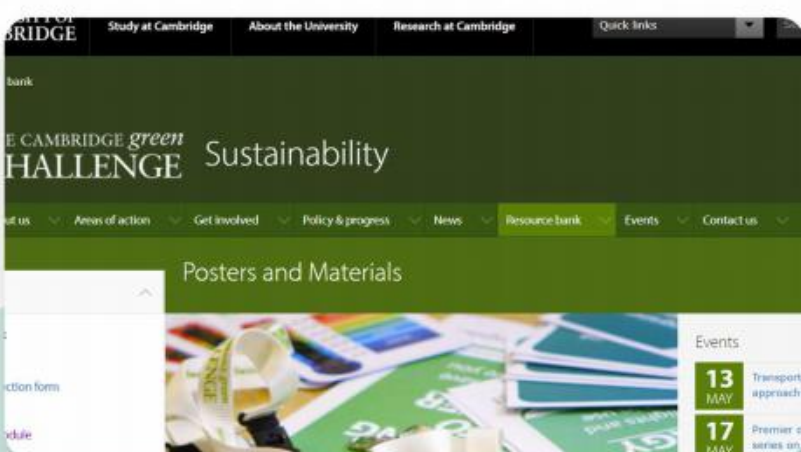 BRIDGE
Study at Cambridge
About the University
Research at Cambridge
Quick links
bank
E CAMBRIDGE green
HALLENGE
Sustainability
ut us
Areas of action
Get involved
Policy & progress
News
Resource bank
Events
Contact us
Posters and Materials
ction form
dule
Events
13
MAY
Transport
approach
17
MAY
Premier
series on